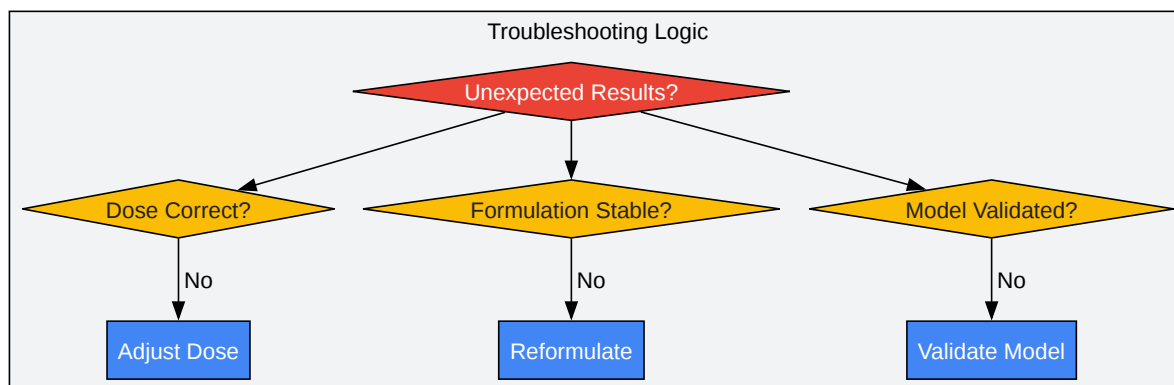 Troubleshooting Logic
Unexpected Results?
Dose Correct?
Formulation Stable?
Model Validated?
No
No
No
Adjust Dose
Reformulate
Validate Model